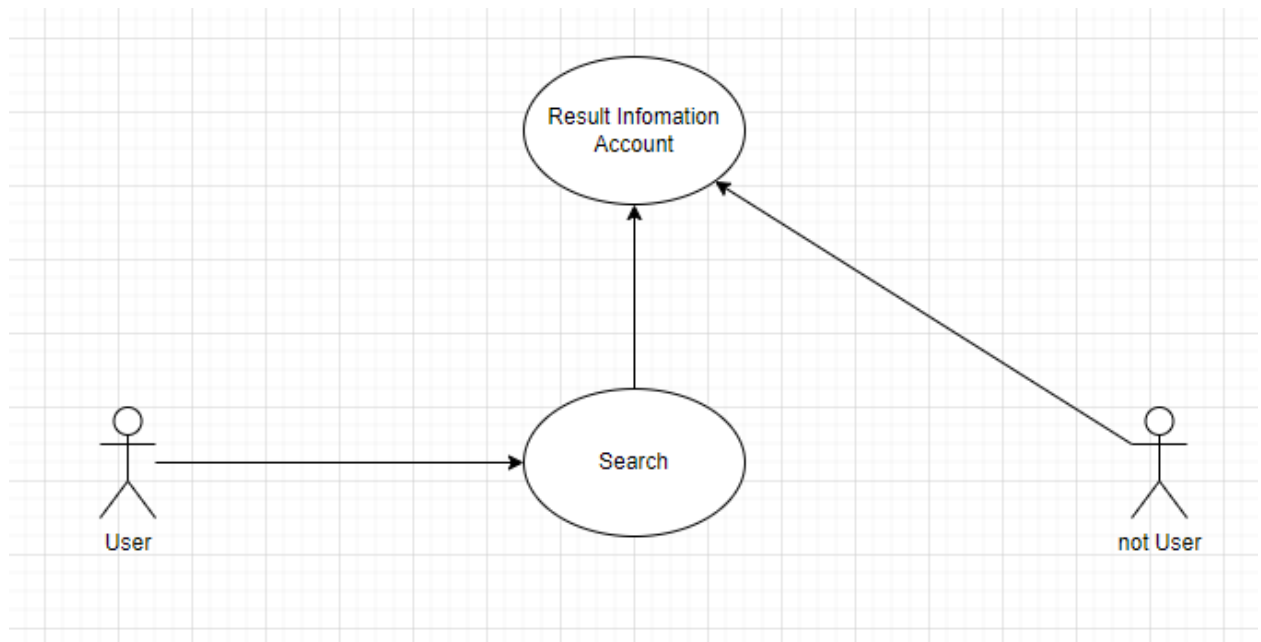 Result Infomation
Account
Search
User
not User